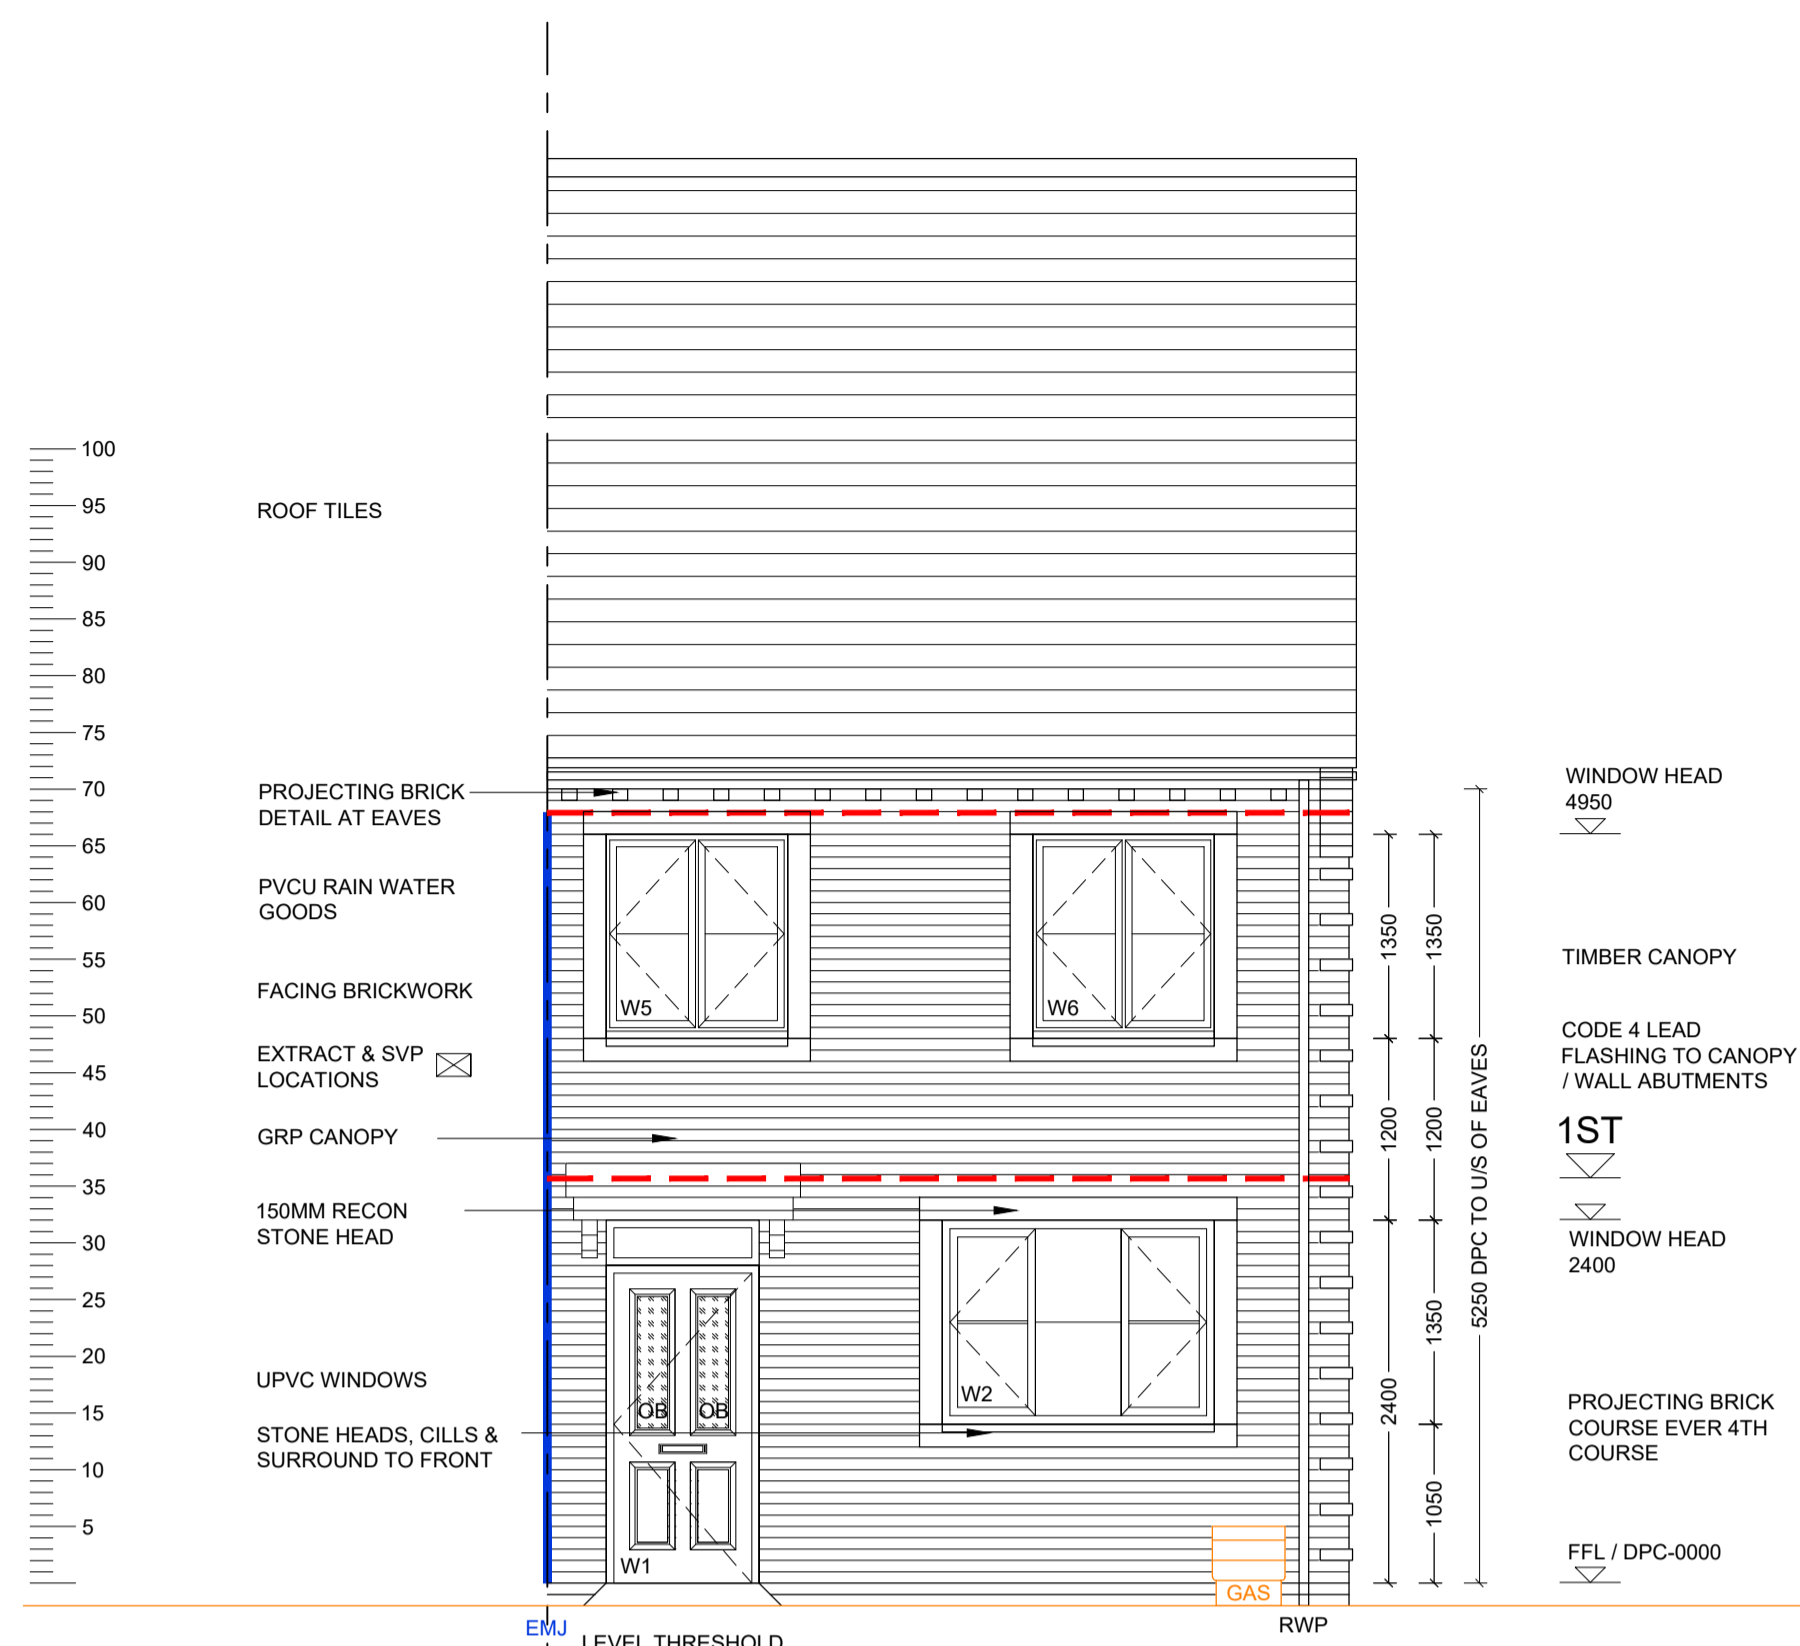 100
95
90
85
80
75
70
65
60
55
50
45
40
35
30
25
20
15
10
5
ROOF TILES
PROJECTING BRICK
DETAIL AT EAVES
PVCU RAIN WATER
GOODS
FACING BRICKWORK
EXTRACT & SVP
LOCATIONS
GRP CANOPY
150MM RECON
STONE HEAD
UPVC WINDOWS
STONE HEADS, CILLS &
SURROUND TO FRONT
W5
W6
W2
OB
OB
W1
GAS
EMJ
LEVEL THRESHOLD
RWP
1350
1200
2400
1350
1200
1350
1050
5250 DPC TO U/S OF EAVES
WINDOW HEAD
4950
TIMBER CANOPY
CODE 4 LEAD
FLASHING TO CANOPY
/ WALL ABUTMENTS
1ST
WINDOW HEAD
2400
PROJECTING BRICK
COURSE EVER 4TH
COURSE
FFL / DPC-0000